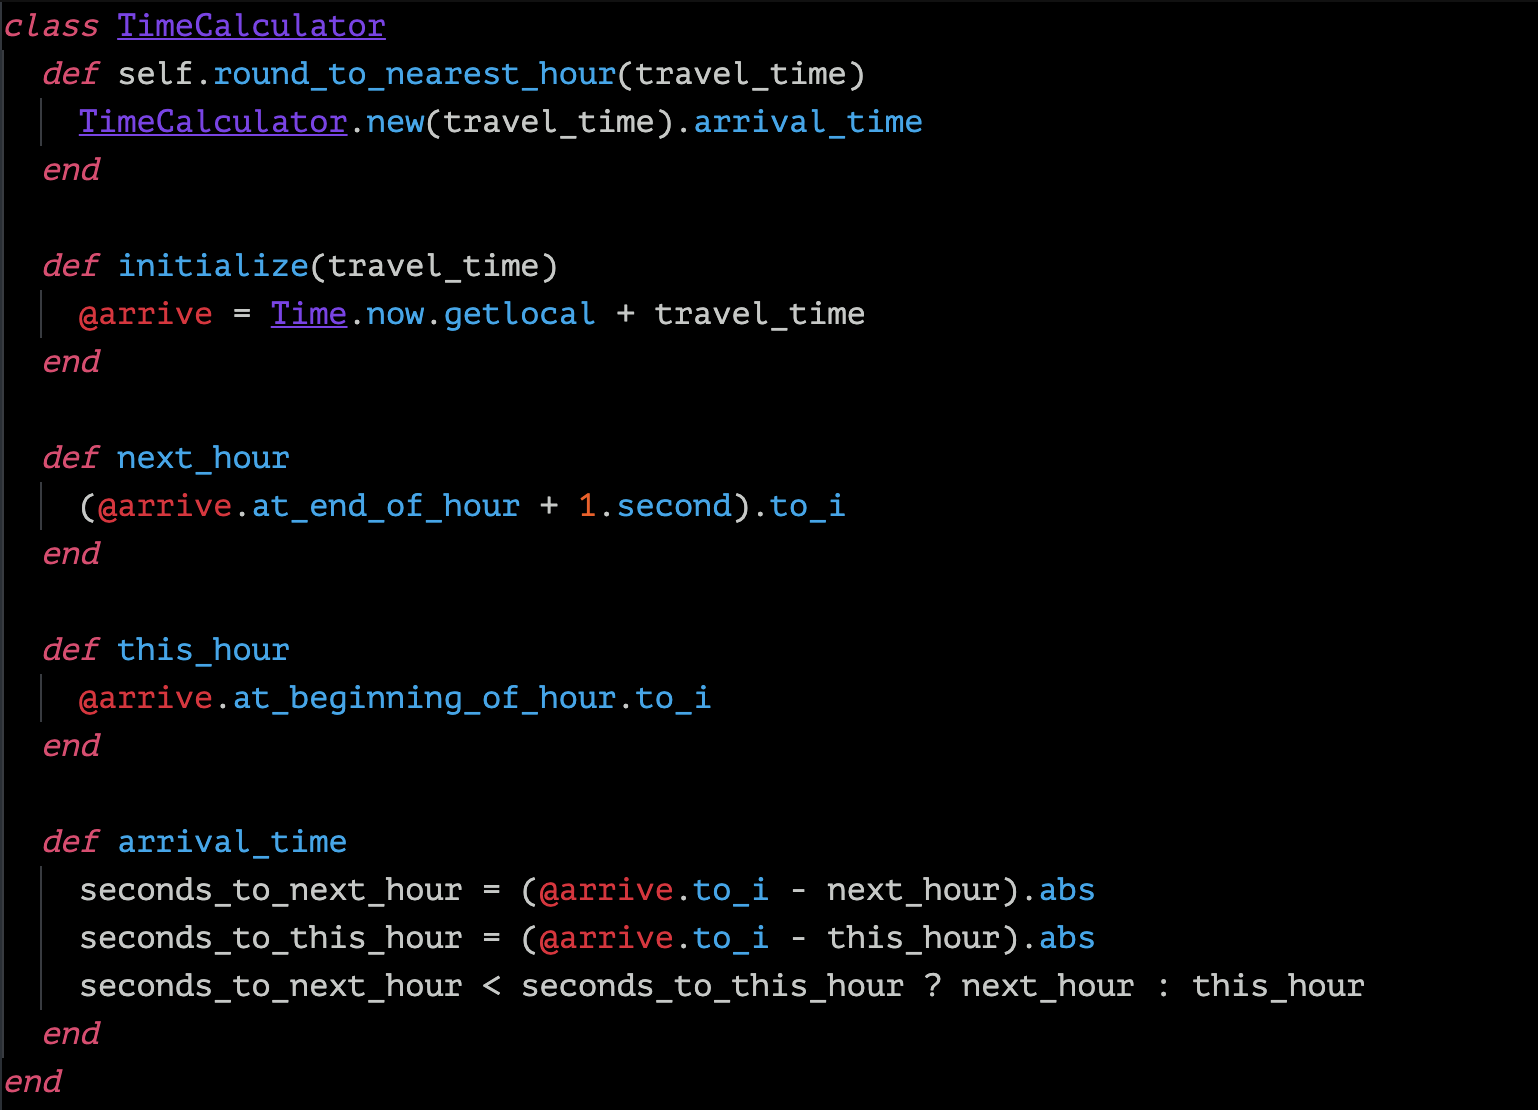 class TimeCalculator
  def self.round_to_nearest_hour(travel_time)
    TimeCalculator.new(travel_time).arrival_time
  end

  def initialize(travel_time)
    @arrive = Time.now.getlocal + travel_time
  end

  def next_hour
    (@arrive.at_end_of_hour + 1.second).to_i
  end

  def this_hour
    @arrive.at_beginning_of_hour.to_i
  end

  def arrival_time
    seconds_to_next_hour = (@arrive.to_i - next_hour).abs
    seconds_to_this_hour = (@arrive.to_i - this_hour).abs
    seconds_to_next_hour < seconds_to_this_hour ? next_hour : this_hour
  end
end